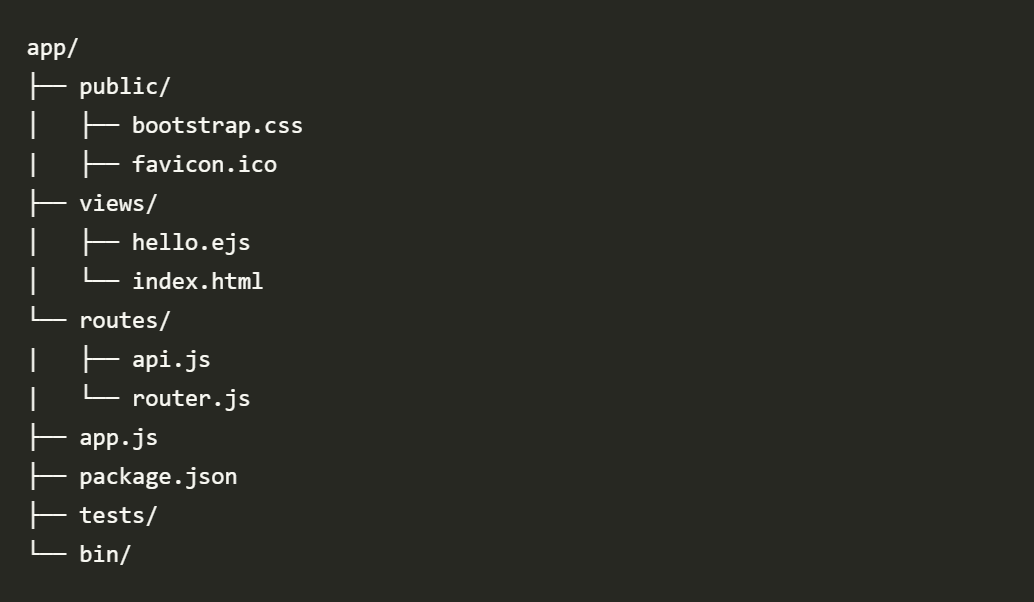 app/
├── public/
│   ├── bootstrap.css
|   ├── favicon.ico
├── views/
│   ├── hello.ejs
│   └── index.html
└── routes/
|   ├── api.js
|   └── router.js
├── app.js
├── package.json
├── tests/
└── bin/